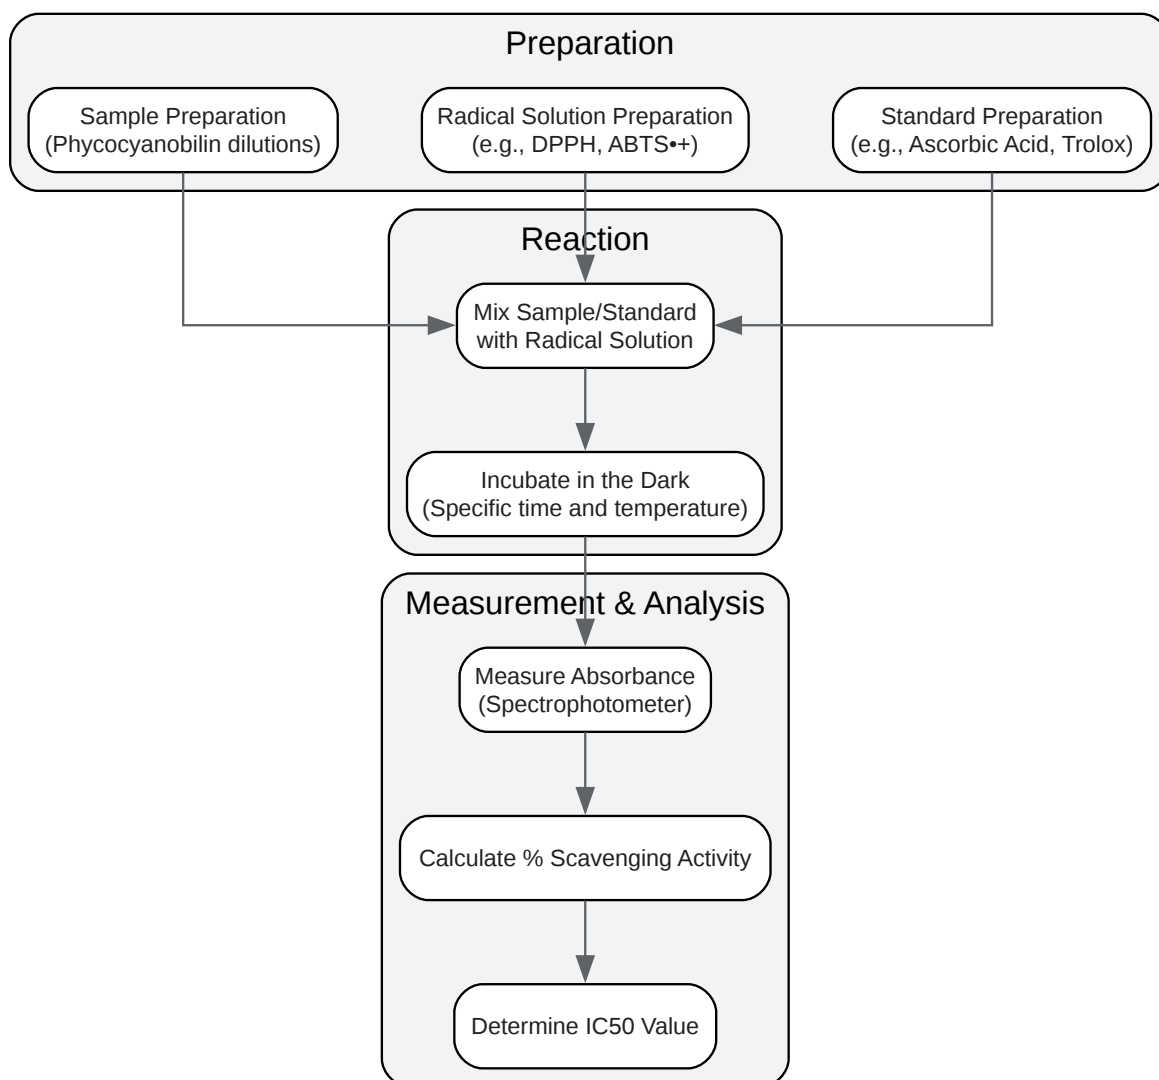 Preparation
Sample Preparation
(Phycocyanobilin dilutions)
Radical Solution Preparation
(e.g., DPPH, ABTS•+)
Standard Preparation
(e.g., Ascorbic Acid, Trolox)
Reaction
Mix Sample/Standard
with Radical Solution
Incubate in the Dark
(Specific time and temperature)
Measurement & Analysis
Measure Absorbance
(Spectrophotometer)
Calculate % Scavenging Activity
Determine IC50 Value